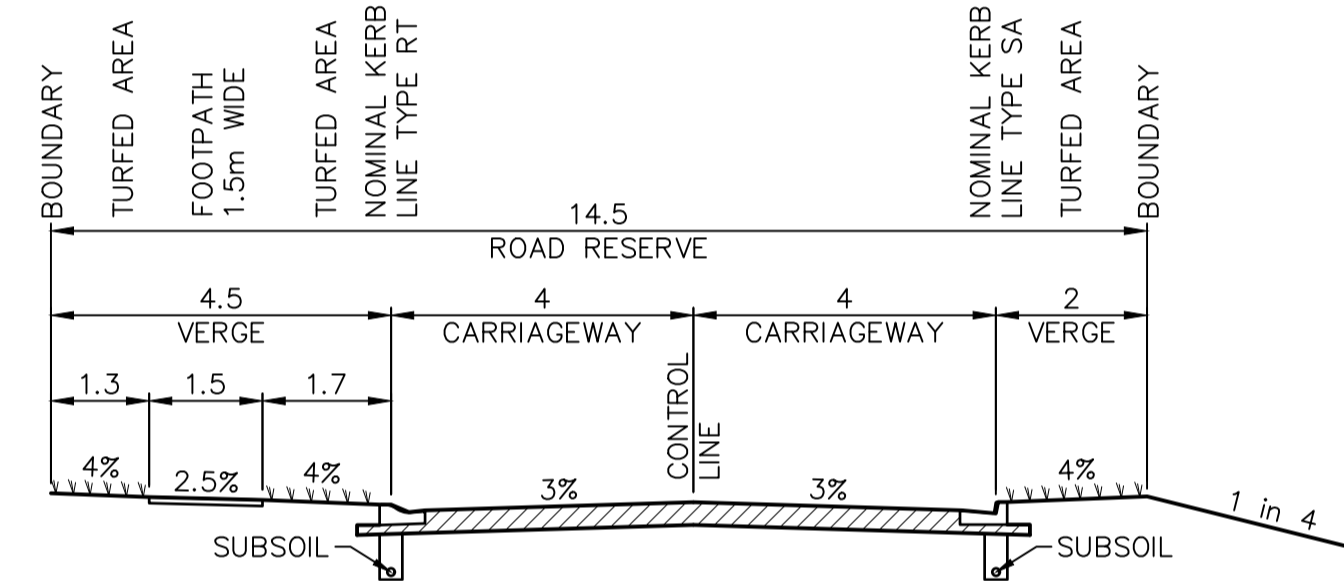 BOUNDARY
TURFED AREA
FOOTPATH
1.5m WIDE
TURFED AREA
NOMINAL KERB
LINE TYPE RT
NOMINAL KERB
LINE TYPE SA
TURFED AREA
BOUNDARY
14.5
ROAD RESERVE
4.5
VERGE
4
CARRIAGEWAY
4
CARRIAGEWAY
2
VERGE
1.3
1.5
1.7
CONTROL
LINE
4%
2.5%
4%
3%
3%
4%
1 in 4
SUBSOIL
SUBSOIL